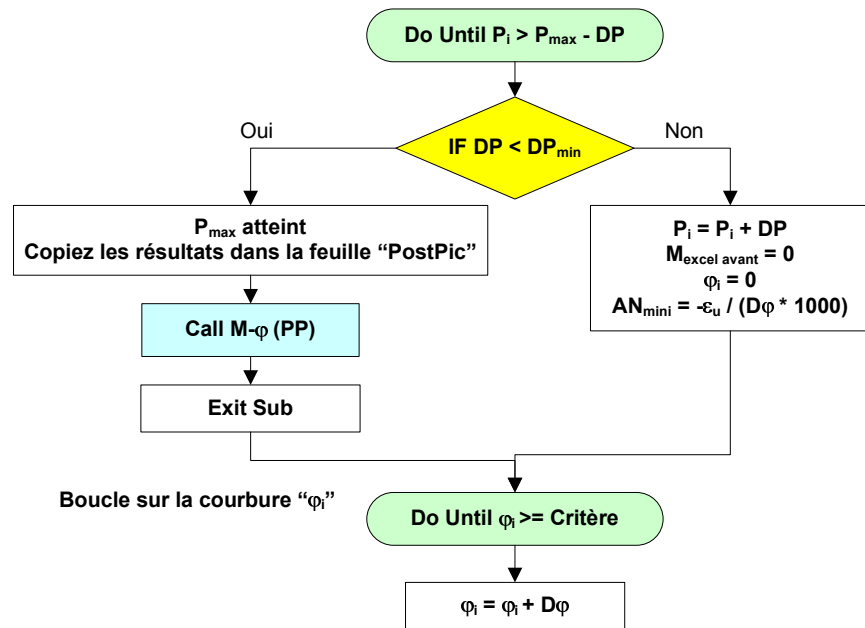 Do Until Pi > Pmax - DP
Oui
Non
IF DP < DPmin
Pmax atteint
Copiez les résultats dans la feuille “PostPic”
Pi = Pi + DP
Mexcel avant = 0
φi = 0
ANmini = -εu / (Dφ * 1000)
Call M-φ (PP)
Exit Sub
Boucle sur la courbure “φi”
Do Until φi >= Critère
φi = φi + Dφ